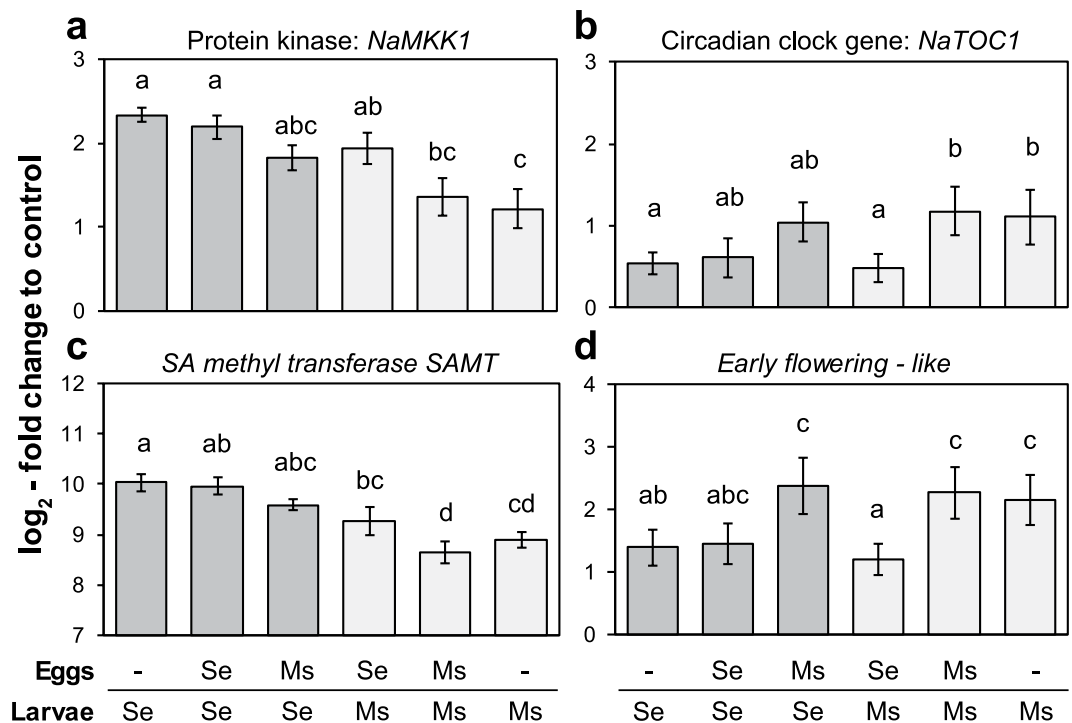 a
Protein kinase: NaMKK1
3
2
1
0
a a abc ab bc c
b
Circadian clock gene: NaTOC1
3
2
1
0
a ab ab a b b
log2 - fold change to control
c
SA methyl transferase SAMT
12
11
10
9
8
7
a ab abc bc d cd
d
Early flowering - like
4
3
2
1
0
ab abc c a c c
Eggs - Se Ms Se Ms - - Se Ms Se Ms -
Larvae Se Se Se Ms Ms Ms Se Se Se Ms Ms Ms